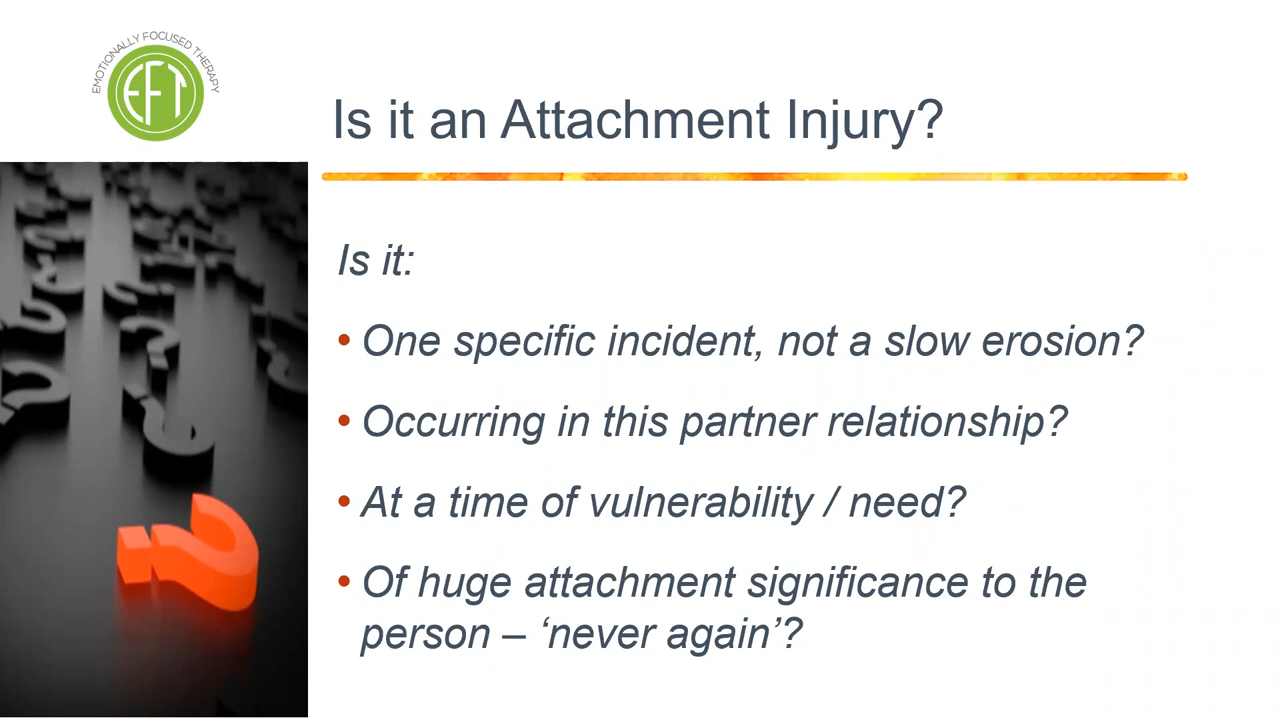 EMOTIONALLY FOCUSED THERAPY
EFT
Is it an Attachment Injury?
Is it:
• One specific incident, not a slow erosion?
• Occurring in this partner relationship?
• At a time of vulnerability / need?
• Of huge attachment significance to the
person – ‘never again’?